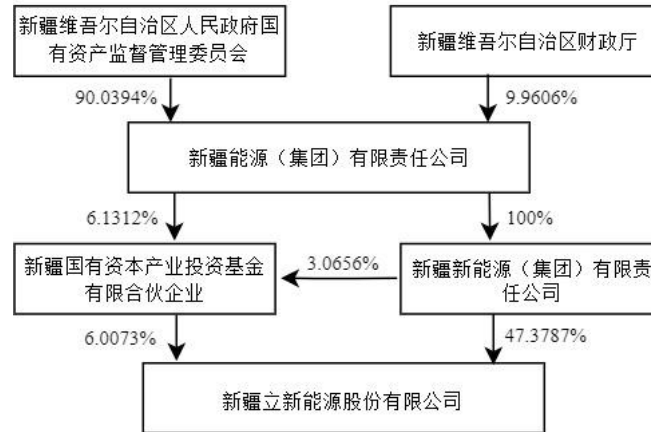 新疆维吾尔自治区人民政府国
有资产监督管理委员会
新疆维吾尔自治区财政厅
90.0394%
9.9606%
新疆能源（集团）有限责任公司
6.1312%
100%
新疆国有资本产业投资基金
有限合伙企业
3.0656%
新疆新能源（集团）有限责
任公司
6.0073%
47.3787%
新疆立新能源股份有限公司